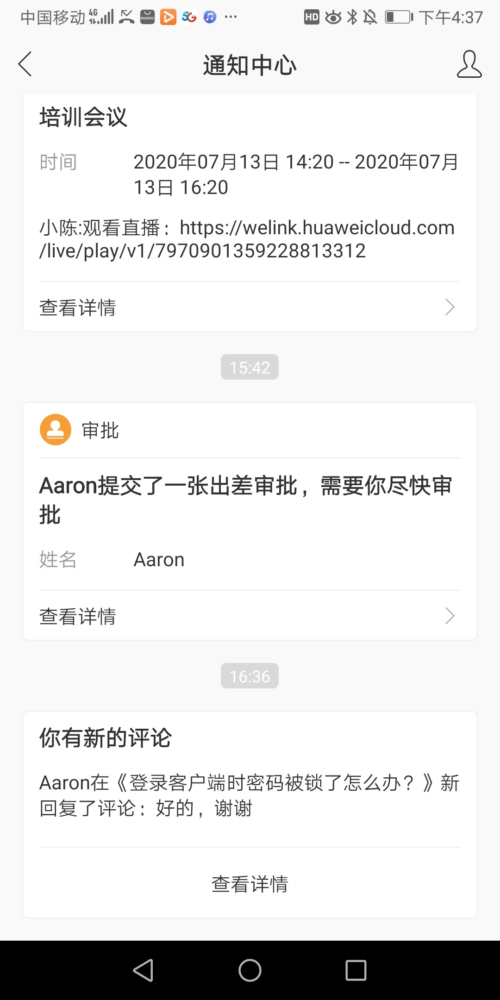 中国移动 4G HUAWEI 5G ··· HD 下午4:37
通知中心
培训会议
时间 2020年07月13日 14:20 -- 2020年07月
13日 16:20
小陈:观看直播：https://welink.huaweicloud.com
/live/play/v1/7970901359228813312
查看详情
15:42
审批
Aaron提交了一张出差审批，需要你尽快审
批
姓名 Aaron
查看详情
16:36
你有新的评论
Aaron在《登录客户端时密码被锁了怎么办？》新
回复了评论：好的，谢谢
查看详情